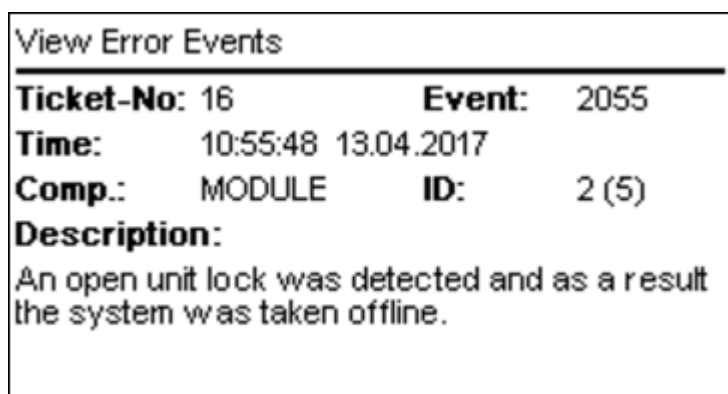 View Error Events
Ticket-No: 16 Event: 2055
Time: 10:55:48 13.04.2017
Comp.: MODULE ID: 2 (5)
Description:
An open unit lock was detected and as a result
the system was taken offline.